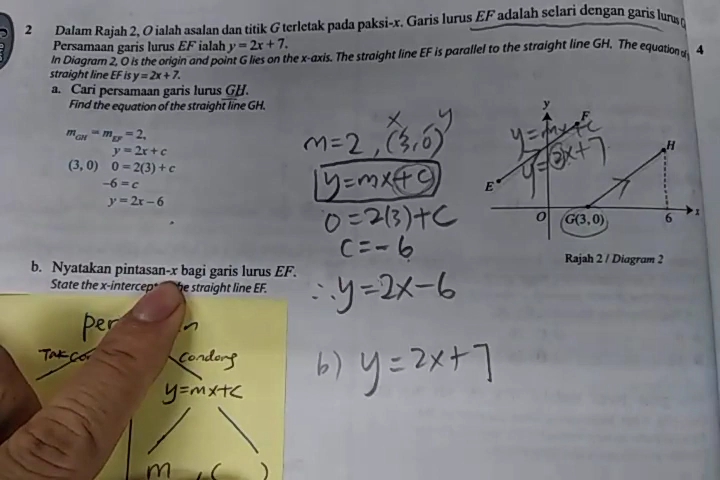 2 Dalam Rajah 2, O ialah asalan dan titik G terletak pada paksi-x. Garis lurus EF adalah selari dengan garis lurus
Persamaan garis lurus EF ialah y = 2x + 7.
In Diagram 2, O is the origin and point G lies on the x-axis. The straight line EF is parallel to the straight line GH. The equation of
straight line EF is y = 2x + 7.
4
a. Cari persamaan garis lurus GH.
Find the equation of the straight line GH.
m_GH = m_EF = 2,
y = 2x + c
(3, 0) 0 = 2(3) + c
–6 = c
y = 2x – 6
x y
m=2, (3,0)
y=mx+c
0=2(3)+c
c=-6
∴y=2x-6
y
F
y=mx+c
y=2x+7
H
E
O G(3, 0) 6 x
Rajah 2 / Diagram 2
b. Nyatakan pintasan-x bagi garis lurus EF.
State the x-intercep he straight line EF.
b) y=2x+7
per n
Tak co condong
y=mx+c
m , ( )